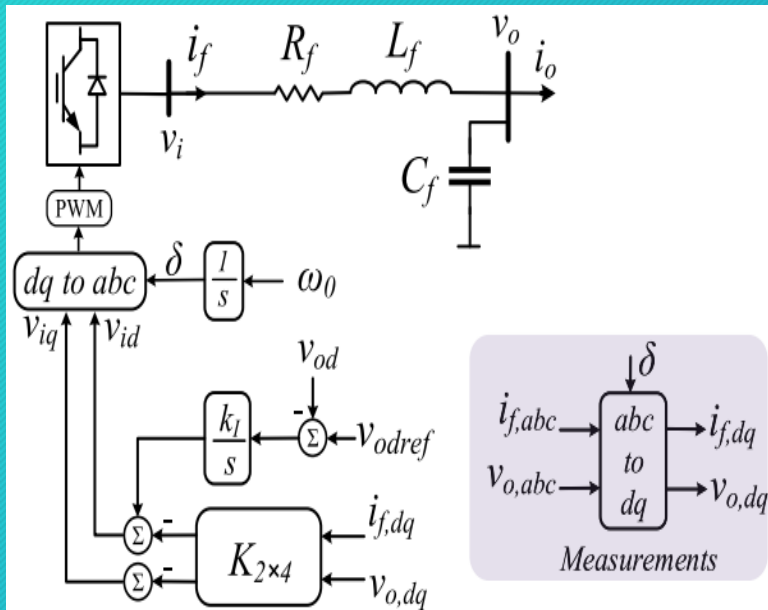 i_f
R_f
L_f
v_o
i_o
v_i
C_f
PWM
dq to abc
δ
1/s
ω_0
v_iq
v_id
v_od
-
k_I/s
Σ
v_odref
δ
i_f,abc
abc
to
dq
i_f,dq
v_o,abc
v_o,dq
Measurements
Σ
-
Σ
-
K_2×4
i_f,dq
v_o,dq